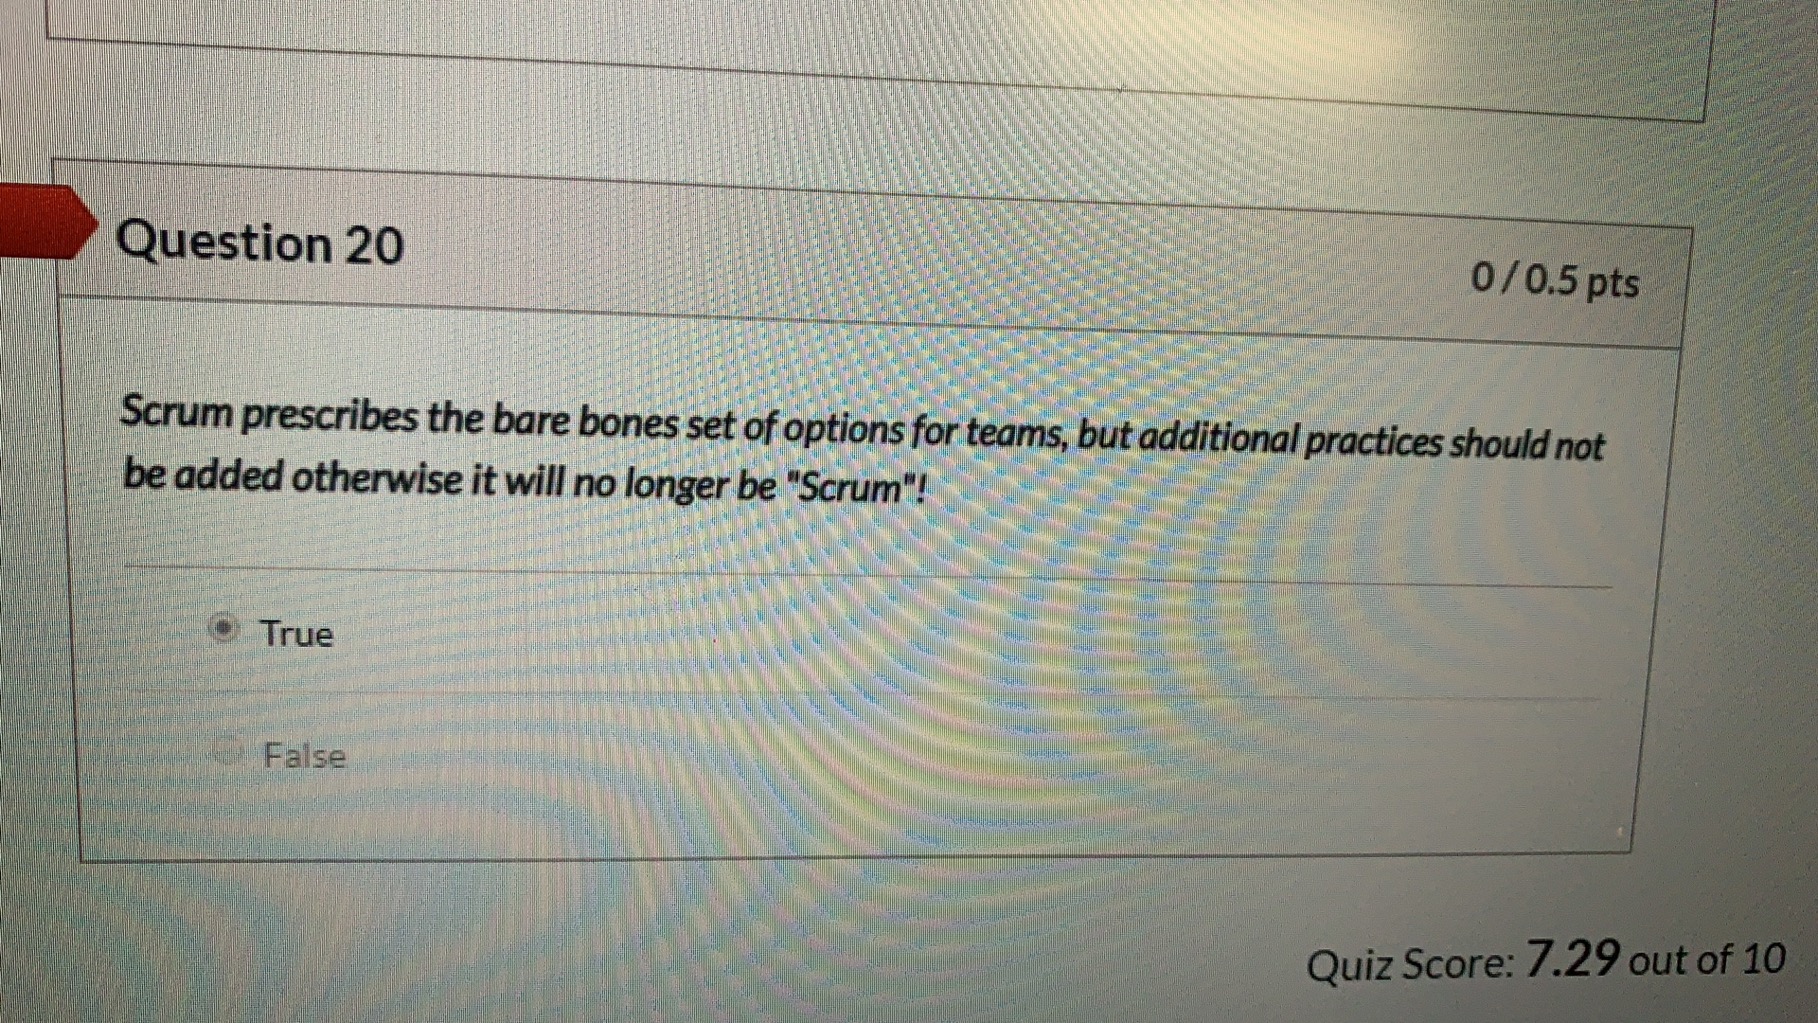 Question 20
0 / 0.5 pts
Scrum prescribes the bare bones set of options for teams, but additional practices should not
be added otherwise it will no longer be "Scrum"!
True
False
Quiz Score: 7.29 out of 10